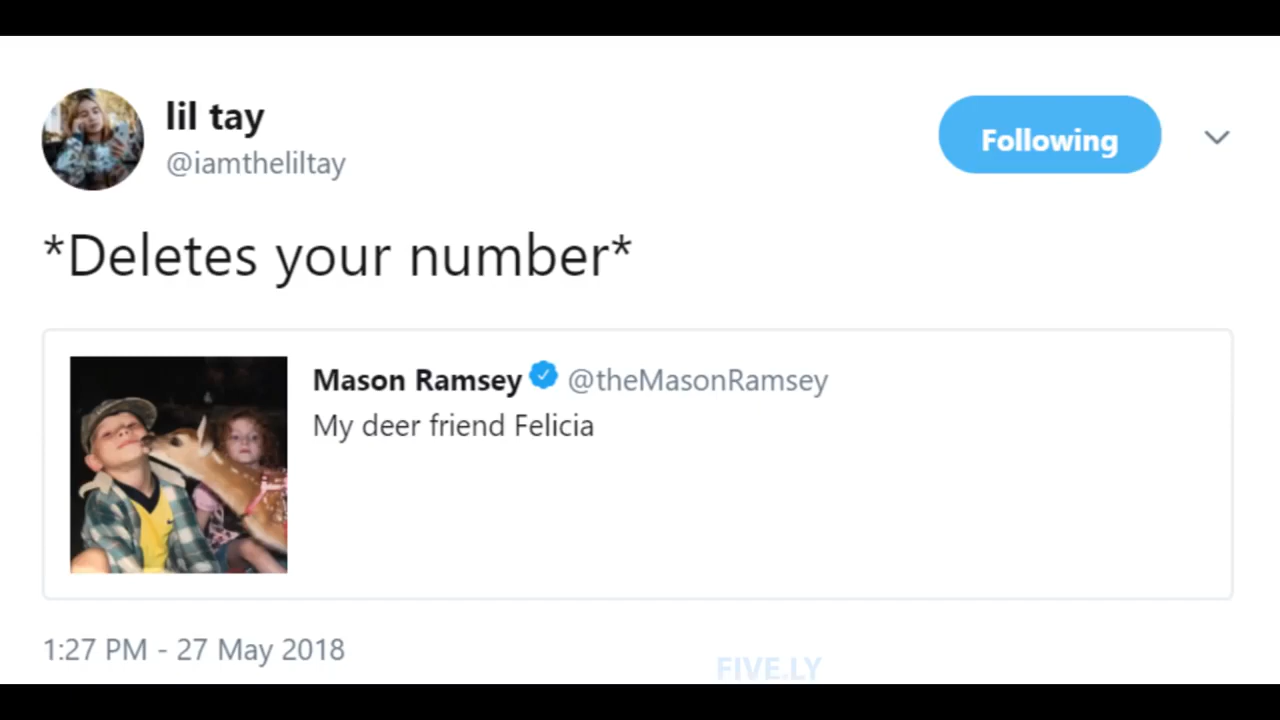 lil tay
@iamtheliltay
Following
*Deletes your number*
Mason Ramsey @theMasonRamsey
My deer friend Felicia
1:27 PM - 27 May 2018
FIVE.LY